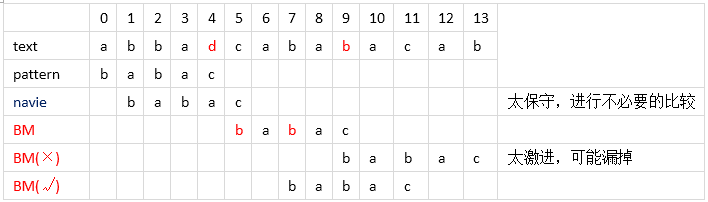 0 1 2 3 4 5 6 7 8 9 10 11 12 13
text a b b a d c a b a b a c a b
pattern b a b a c
navie b a b a c 太保守，进行不必要的比较
BM b a b a c
BM(×) b a b a c 太激进，可能漏掉
BM(√) b a b a c